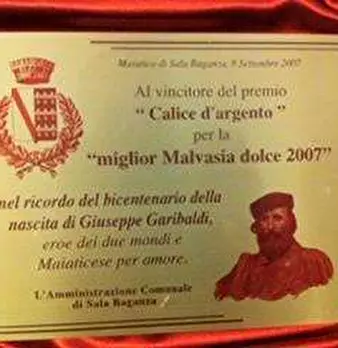 Maiatico di Sala Baganza, 9 Settembre 2007
Al vincitore del premio
“ Calice d'argento ”
per la
“miglior Malvasia dolce 2007”
nel ricordo del bicentenario della
nascita di Giuseppe Garibaldi,
eroe dei due mondi e
Maiaticese per amore.
L'Amministrazione Comunale
di Sala Baganza